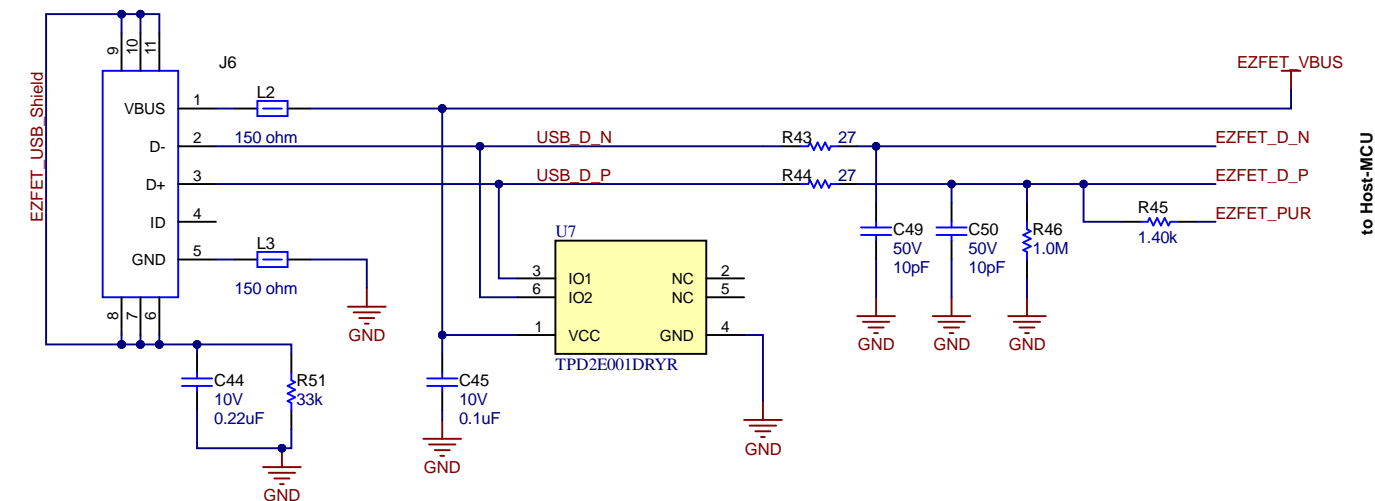 9
10
11
J6
EZFET_USB_Shield
VBUS
1
L2
150 ohm
EZFET_VBUS
D-
2
USB_D_N
R43
27
EZFET_D_N
D+
3
USB_D_P
R44
27
EZFET_D_P
ID
4
R45
1.40k
EZFET_PUR
to Host-MCU
GND
5
L3
150 ohm
GND
8
7
6
U7
3
IO1
NC
2
6
IO2
NC
5
1
VCC
GND
4
TPD2E001DRYR
GND
C49
50V
10pF
GND
C50
50V
10pF
GND
R46
1.0M
GND
C44
10V
0.22uF
R51
33k
GND
C45
10V
0.1uF
GND